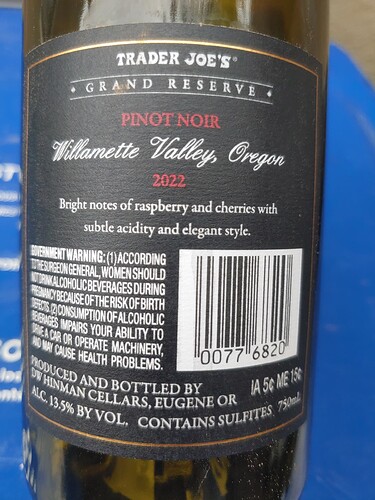 TRADER JOE'S®
• GRAND RESERVE •
PINOT NOIR
Willamette Valley, Oregon
2022
Bright notes of raspberry and cherries with
subtle acidity and elegant style.
GOVERNMENT WARNING: (1) ACCORDING
TO THE SURGEON GENERAL, WOMEN SHOULD
NOT DRINK ALCOHOLIC BEVERAGES DURING
PREGNANCY BECAUSE OF THE RISK OF BIRTH
DEFECTS. (2) CONSUMPTION OF ALCOHOLIC
BEVERAGES IMPAIRS YOUR ABILITY TO
DRIVE A CAR OR OPERATE MACHINERY,
AND MAY CAUSE HEALTH PROBLEMS.
0077 6820
PRODUCED AND BOTTLED BY
DW HINMAN CELLARS, EUGENE OR
IA 5¢ ME 15¢
ALC. 13.5% BY VOL. CONTAINS SULFITES 750mL